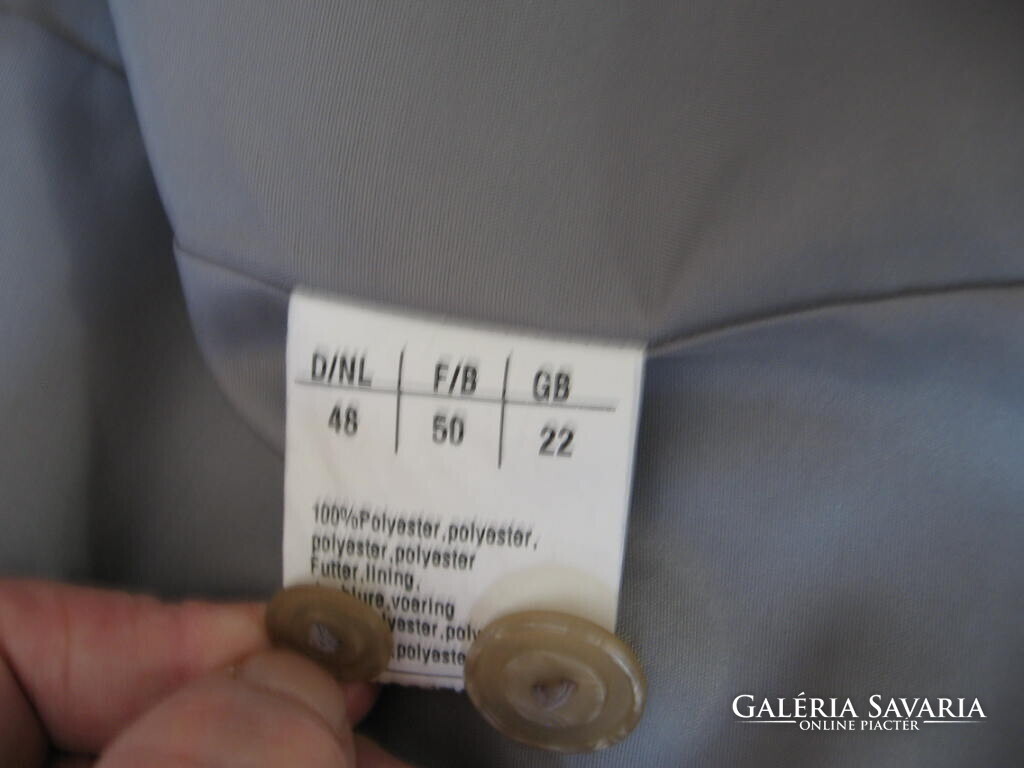 D/NL F/B GB
48 50 22
100%Polyester,polyester,
polyester,polyester
Futter,lining,
voering
GALÉRIA SAVARIA
ONLINE PIACTÉR